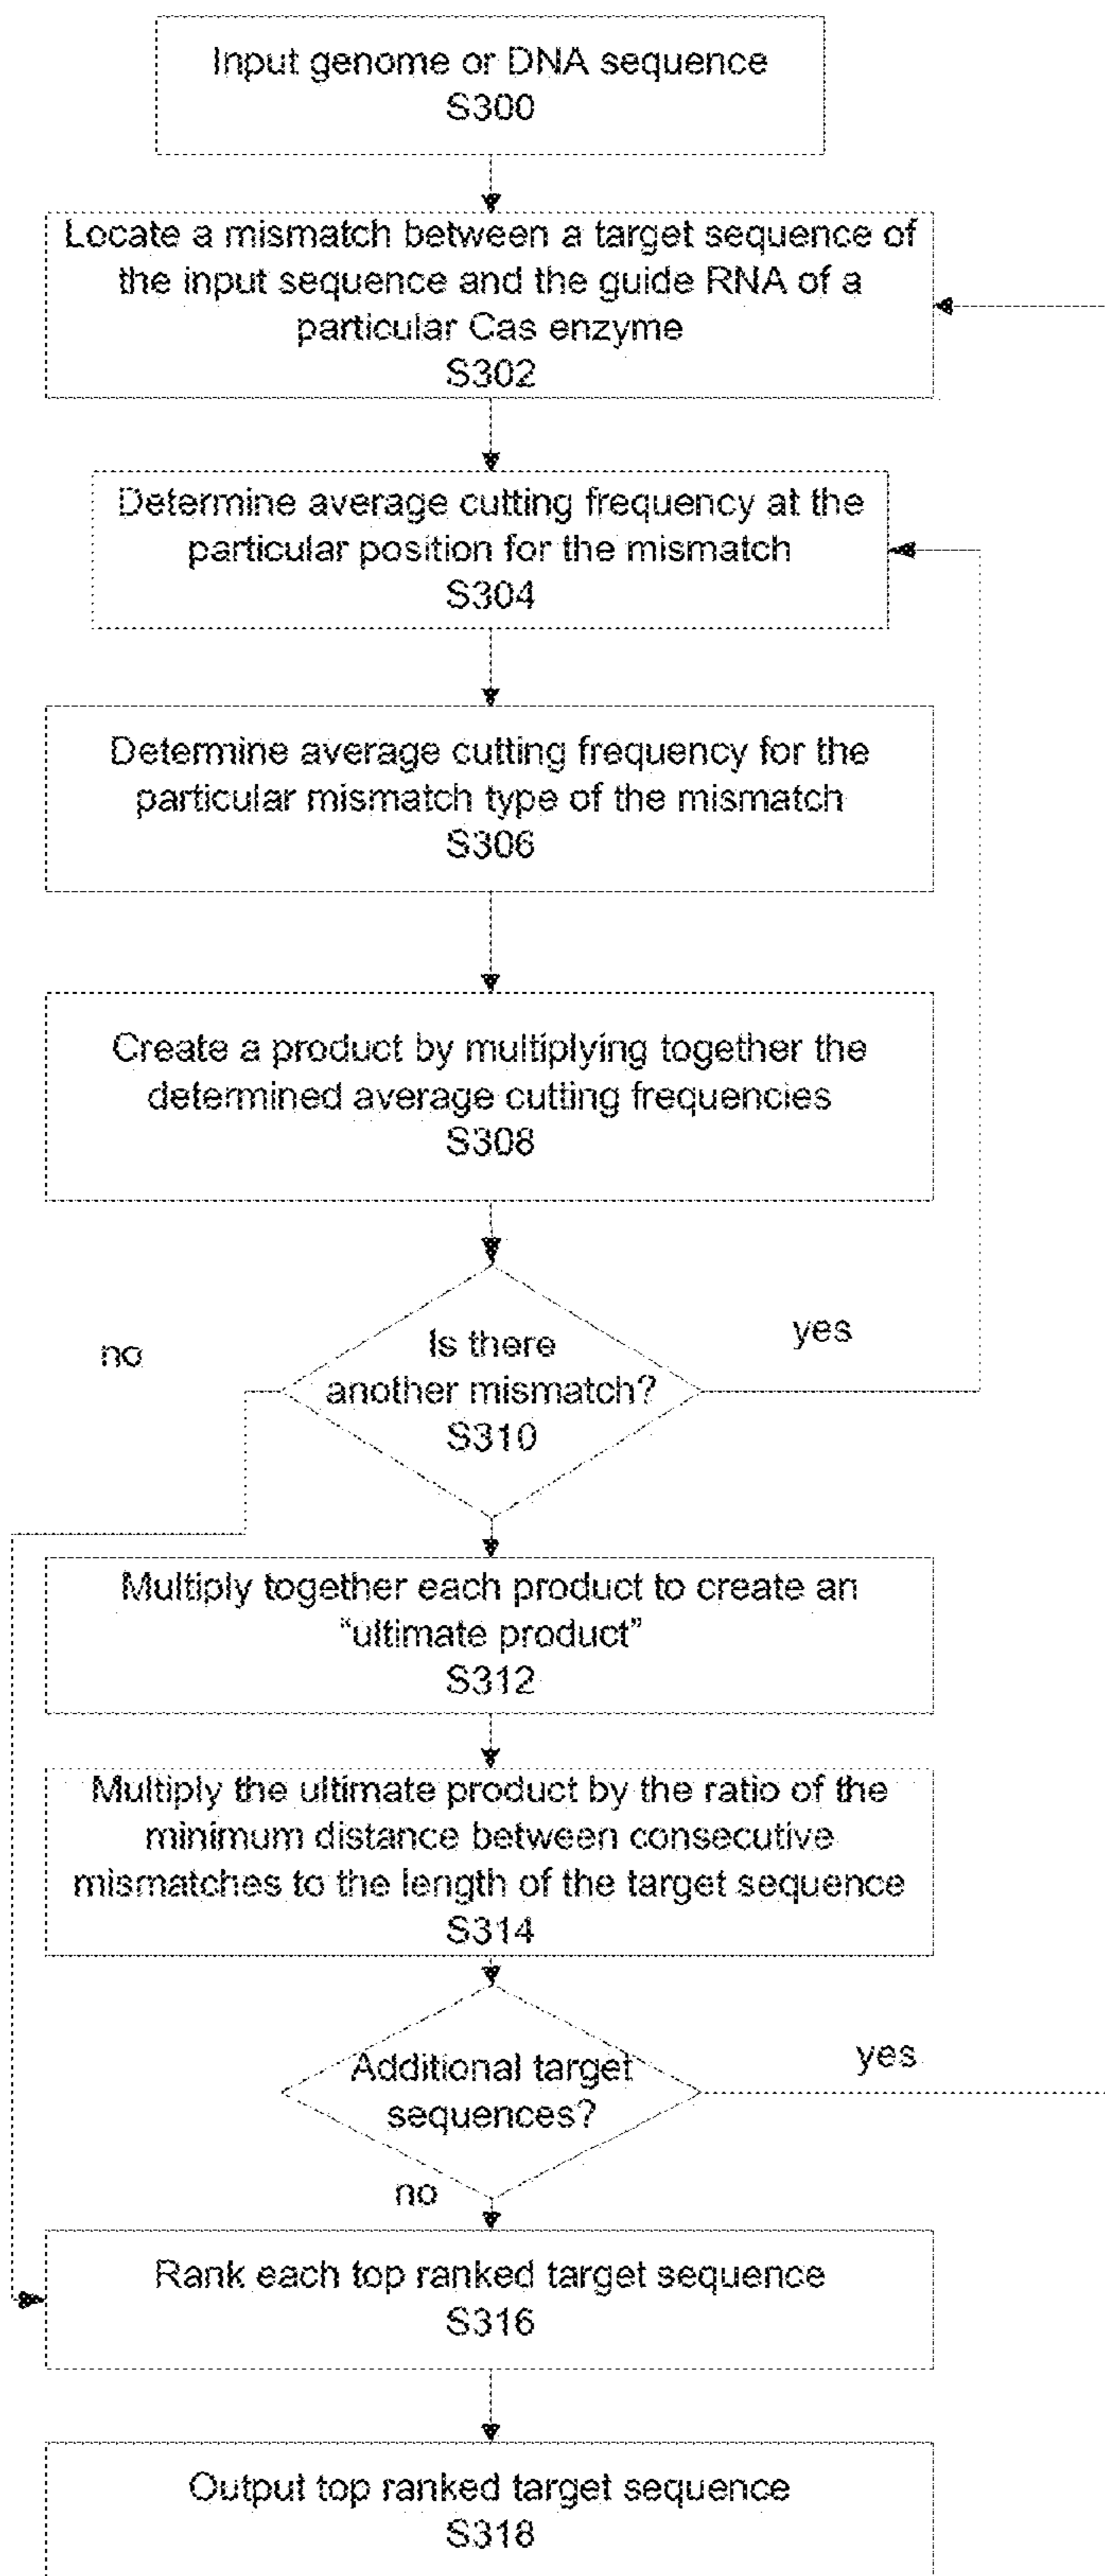 Input genome or DNA sequence
S300
Locate a mismatch between a target sequence of
the input sequence and the guide RNA of a
particular Cas enzyme
S302
Determine average cutting frequency at the
particular position for the mismatch
S304
Determine average cutting frequency for the
particular mismatch type of the mismatch
S306
Create a product by multiplying together the
determined average cutting frequencies
S308
no
yes
Is there
another mismatch?
S310
Multiply together each product to create an
“ultimate product”
S312
Multiply the ultimate product by the ratio of the
minimum distance between consecutive
mismatches to the length of the target sequence
S314
yes
Additional target
sequences?
no
Rank each top ranked target sequence
S316
Output top ranked target sequence
S318